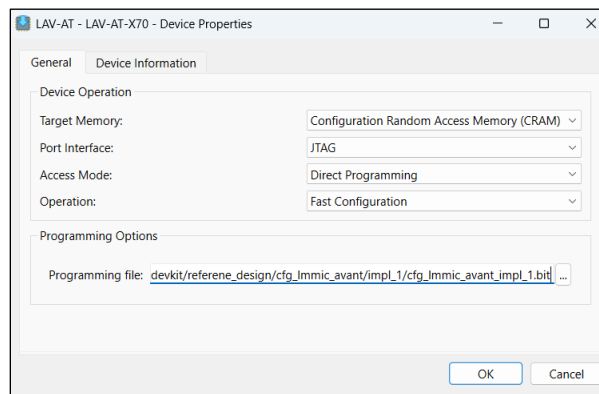 LAV-AT - LAV-AT-X70 - Device Properties
General Device Information
Device Operation
Target Memory: Configuration Random Access Memory (CRAM)
Port Interface: JTAG
Access Mode: Direct Programming
Operation: Fast Configuration
Programming Options
Programming file: devkit/referene_design/cfg_lmmic_avant/impl_1/cfg_lmmic_avant_impl_1.bit ...
OK Cancel